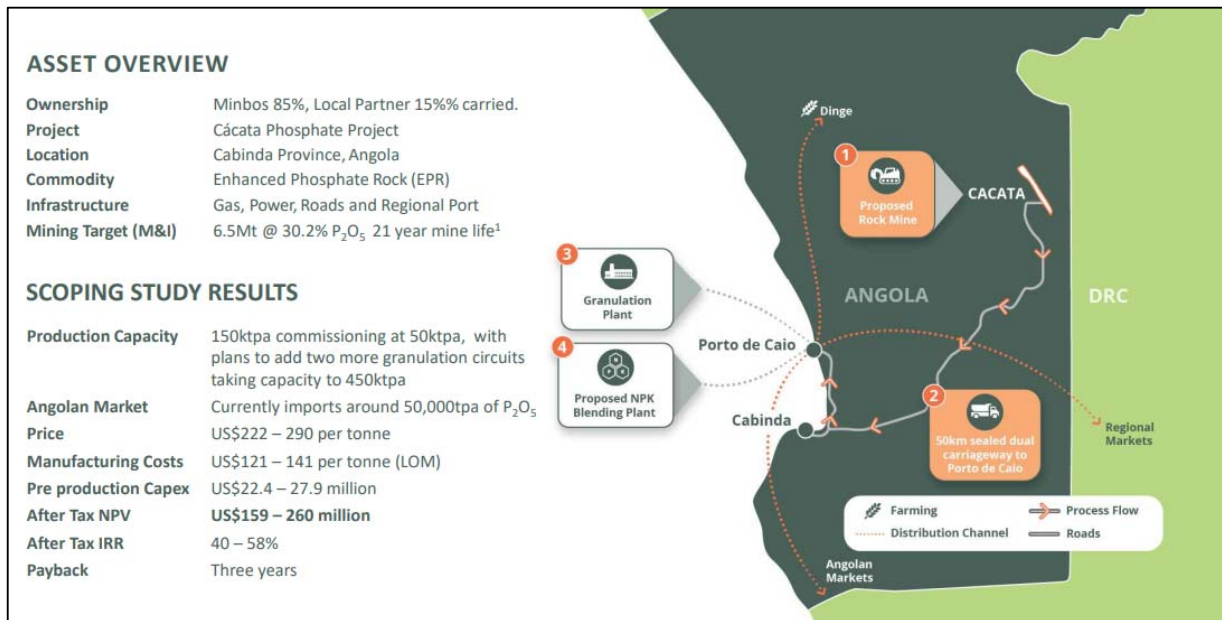 ASSET OVERVIEW
Ownership Minbos 85%, Local Partner 15%% carried.
Project Cácata Phosphate Project
Location Cabinda Province, Angola
Commodity Enhanced Phosphate Rock (EPR)
Infrastructure Gas, Power, Roads and Regional Port
Mining Target (M&I) 6.5Mt @ 30.2% P₂O₅ 21 year mine life¹
SCOPING STUDY RESULTS
Production Capacity 150ktpa commissioning at 50ktpa, with
plans to add two more granulation circuits
taking capacity to 450ktpa
Angolan Market Currently imports around 50,000tpa of P₂O₅
Price US$222 – 290 per tonne
Manufacturing Costs US$121 – 141 per tonne (LOM)
Pre production Capex US$22.4 – 27.9 million
After Tax NPV US$159 – 260 million
After Tax IRR 40 – 58%
Payback Three years
Dinge
1
Proposed
Rock Mine
CACATA
3
Granulation
Plant
ANGOLA
DRC
Porto de Caio
4
N
P
K
Proposed NPK
Blending Plant
Cabinda
2
50km sealed dual
carriageway to
Porto de Caio
Regional
Markets
Farming
Process Flow
Distribution Channel
Roads
Angolan
Markets